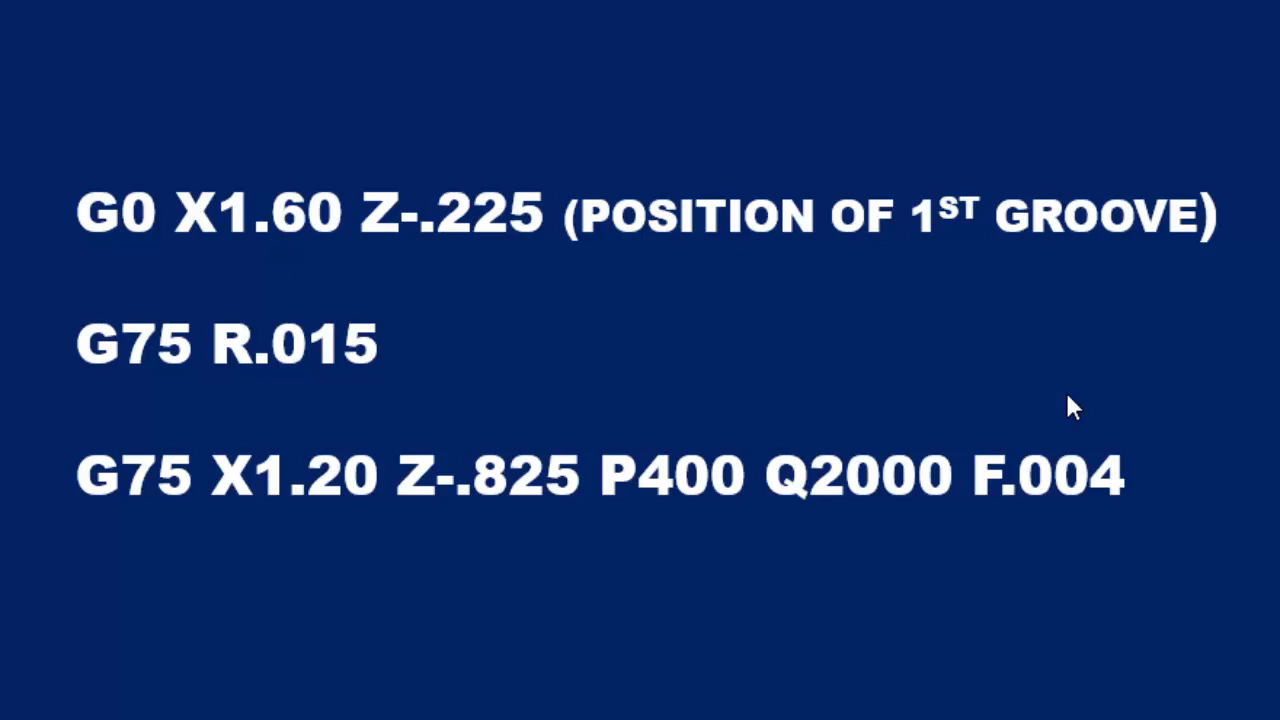 G0 X1.60 Z-.225 (POSITION OF 1ST GROOVE)
G75 R.015
G75 X1.20 Z-.825 P400 Q2000 F.004